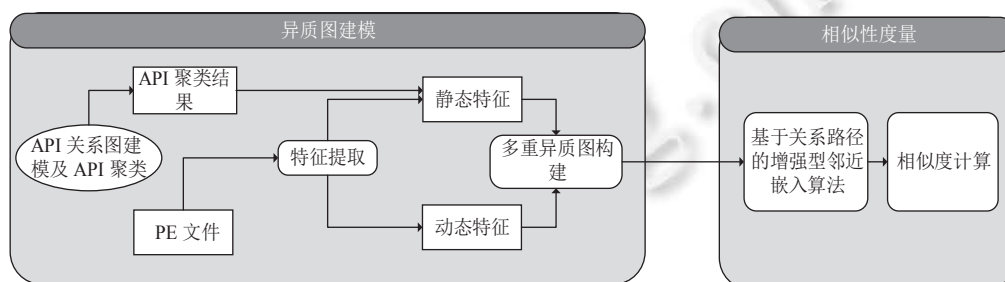 异质图建模
相似性度量
API 聚类结
果
API 关系图建
模及 API 聚类
PE 文件
特征提取
静态特征
动态特征
多重异质图构
建
基于关系路径
的增强型邻近
嵌入算法
相似度计算